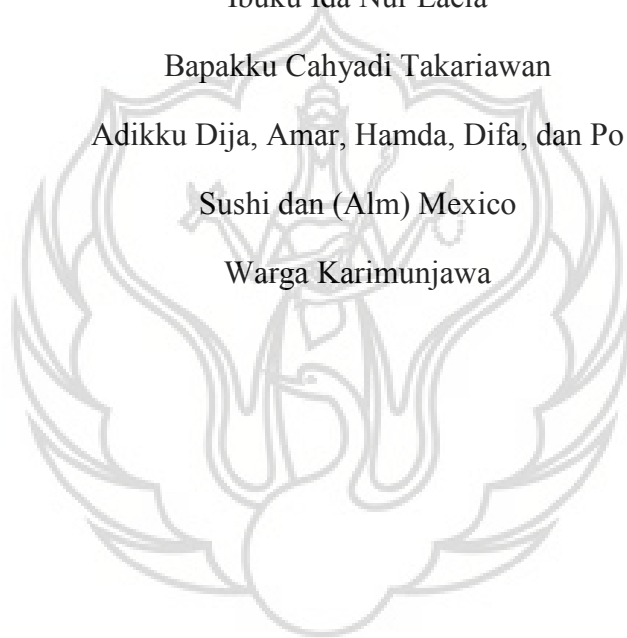 Ibuku Ida Nur Laela
Bapakku Cahyadi Takariawan
Adikku Dija, Amar, Hamda, Difa, dan Po
Sushi dan (Alm) Mexico
Warga Karimunjawa